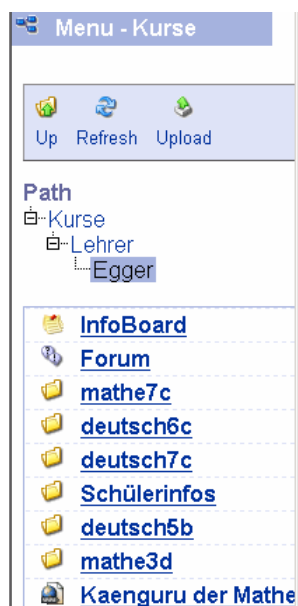 Menu - Kurse
Up Refresh Upload
Path
Kurse
Lehrer
Egger
InfoBoard
Forum
mathe7c
deutsch6c
deutsch7c
Schülerinfos
deutsch5b
mathe3d
Kaenguru der Mathe